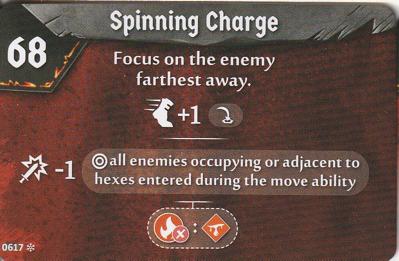 Spinning Charge
68
Focus on the enemy
farthest away.
+1
-1 all enemies occupying or adjacent to
hexes entered during the move ability
:
0617